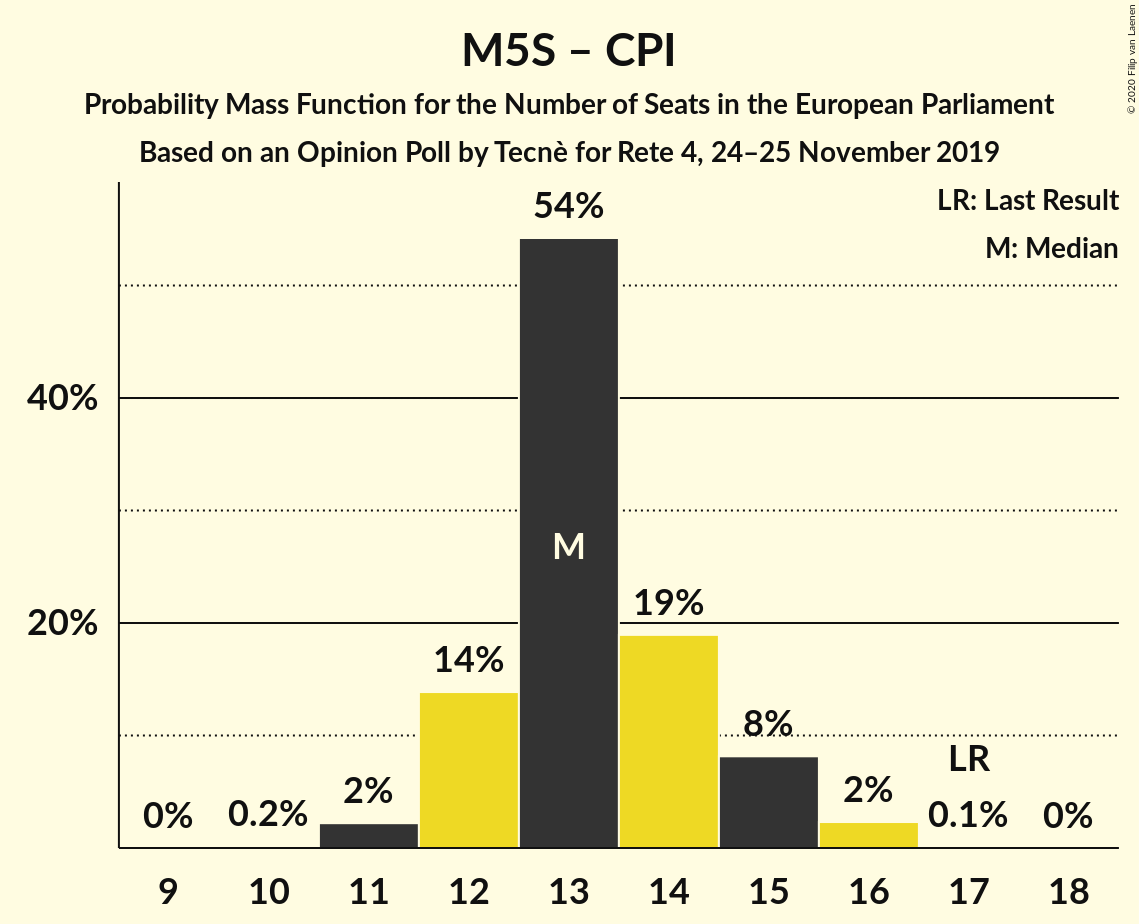 M5S – CPI
Probability Mass Function for the Number of Seats in the European Parliament
Based on an Opinion Poll by Tecnè for Rete 4, 24–25 November 2019
© 2020 Filip van Laenen
LR: Last Result
M: Median
54%
40%
M
19%
20%
14%
8%
LR
2%
2%
0%
0.2%
0.1%
0%
9 10 11 12 13 14 15 16 17 18